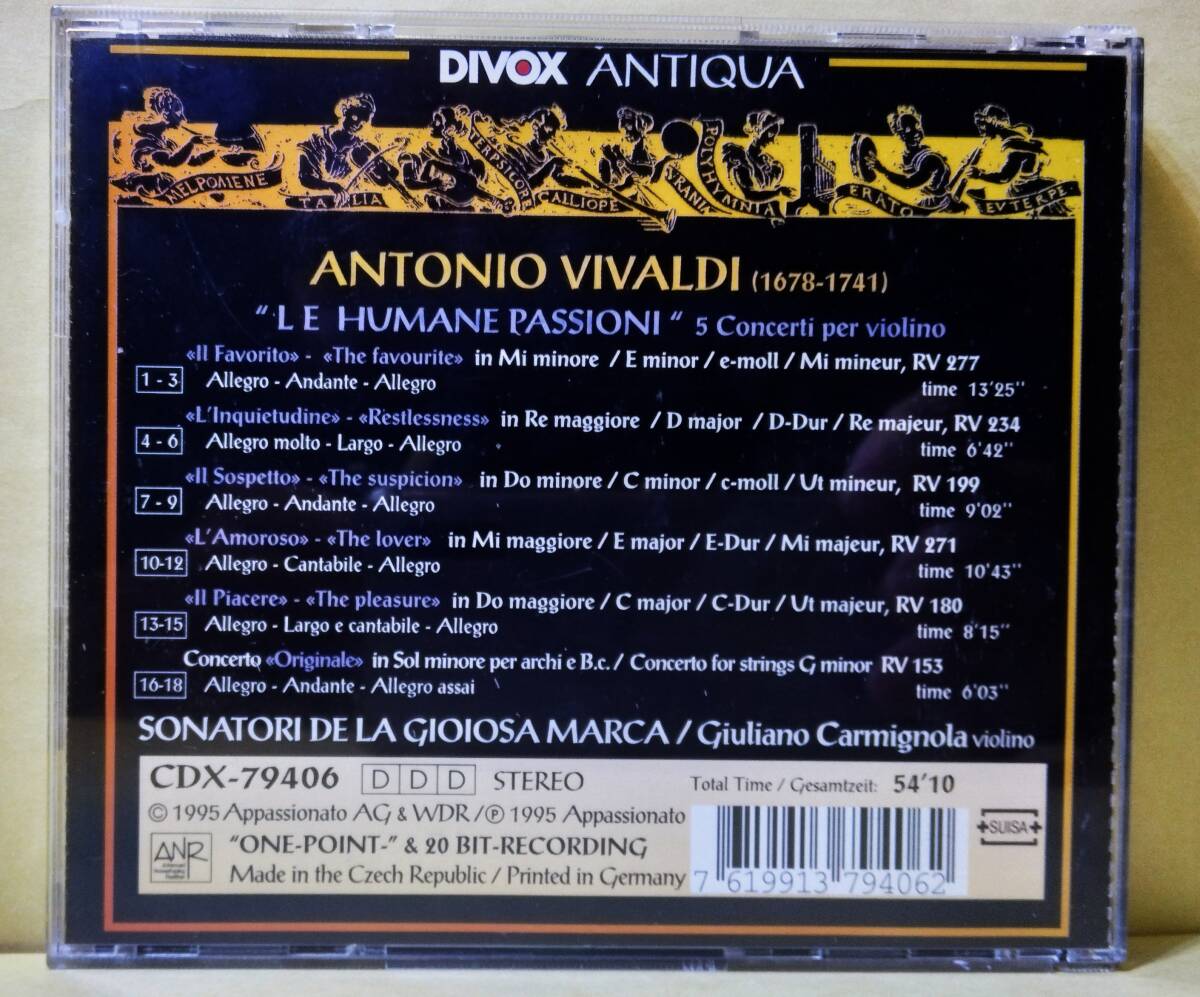 DIVOX ANTIQUA
MELPOMENE TALIA TERPSICORE CALLIOPE VRANIA POLYHYMNIA ERATO EVTERPE
ANTONIO VIVALDI (1678-1741)
"LE HUMANE PASSIONI" 5 Concerti per violino
«Il Favorito» - «The favourite» in Mi minore / E minor / e-moll / Mi mineur, RV 277
1 - 3 Allegro - Andante - Allegro time 13'25''
«L'Inquietudine» - «Restlessness» in Re maggiore / D major / D-Dur / Re majeur, RV 234
4 - 6 Allegro molto - Largo - Allegro time 6'42''
«Il Sospetto» - «The suspicion» in Do minore / C minor / c-moll / Ut mineur, RV 199
7 - 9 Allegro - Andante - Allegro time 9'02''
«L'Amoroso» - «The lover» in Mi maggiore / E major / E-Dur / Mi majeur, RV 271
10-12 Allegro - Cantabile - Allegro time 10'43''
«Il Piacere» - «The pleasure» in Do maggiore / C major / C-Dur / Ut majeur, RV 180
13-15 Allegro - Largo e cantabile - Allegro time 8'15''
Concerto «Originale» in Sol minore per archi e B.c. / Concerto for strings G minor RV 153
16-18 Allegro - Andante - Allegro assai time 6'03''
SONATORI DE LA GIOIOSA MARCA / Giuliano Carmignola violino
CDX-79406 D D D STEREO Total Time / Gesamtzeit: 54'10
© 1995 Appassionato AG & WDR / ℗ 1995 Appassionato
SUISA
ANR "ONE-POINT-" & 20 BIT-RECORDING
Made in the Czech Republic / Printed in Germany
7 619913 794062